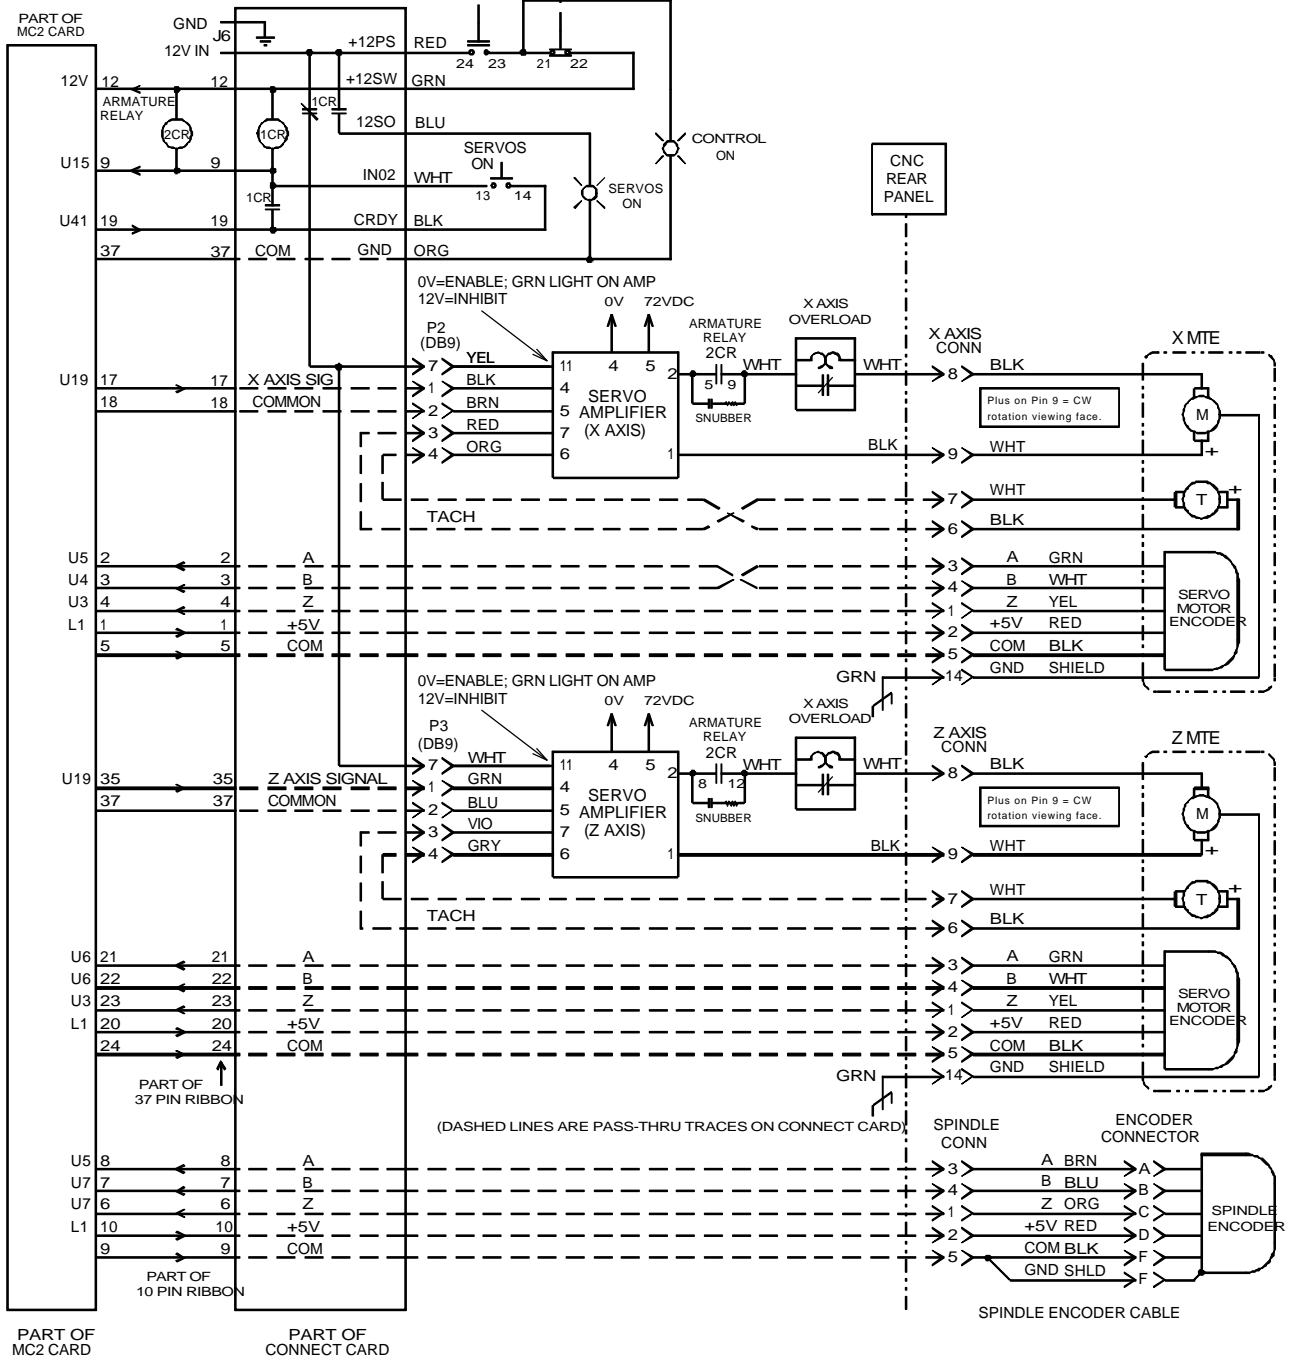 PART OF
MC2 CARD
GND
J6
12V IN
+12PS RED
24 23 21 22
12V 12 12 +12SW GRN
ARMATURE
RELAY
1CR
2CR 1CR
12SO BLU
CONTROL
ON
SERVOS
ON
CNC
REAR
PANEL
U15 9 9
IN02 WHT
13 14
SERVOS
ON
1CR
U41 19 19 CRDY BLK
37 37 COM GND ORG
0V=ENABLE; GRN LIGHT ON AMP
12V=INHIBIT
0V 72VDC
X AXIS
OVERLOAD
P2
(DB9)
ARMATURE
RELAY
2CR
X AXIS
CONN
X MTE
7 YEL 11 4 5 2 WHT WHT 8 BLK
U19 17 17 X AXIS SIG 1 BLK 4
5 9
SERVO
AMPLIFIER
(X AXIS)
Plus on Pin 9 = CW
rotation viewing face.
M
18 18 COMMON 2 BRN 5
SNUBBER
3 RED 7
4 ORG 6 1 BLK 9 WHT +
7 WHT T +
TACH 6 BLK
U5 2 2 A 3 A GRN
U4 3 3 B 4 B WHT
U3 4 4 Z 1 Z YEL
SERVO
MOTOR
ENCODER
L1 1 1 +5V 2 +5V RED
5 5 COM 5 COM BLK
GRN 14 GND SHIELD
0V=ENABLE; GRN LIGHT ON AMP
12V=INHIBIT
0V 72VDC
X AXIS
OVERLOAD
P3
(DB9)
ARMATURE
RELAY
2CR
Z AXIS
CONN
Z MTE
7 WHT 11 4 5 2 WHT WHT 8 BLK
U19 35 35 Z AXIS SIGNAL 1 GRN 4
8 12
SERVO
AMPLIFIER
(Z AXIS)
Plus on Pin 9 = CW
rotation viewing face.
M
37 37 COMMON 2 BLU 5
SNUBBER
3 VIO 7
4 GRY 6 1 BLK 9 WHT +
7 WHT T +
TACH 6 BLK
U6 21 21 A 3 A GRN
U6 22 22 B 4 B WHT
U3 23 23 Z 1 Z YEL
SERVO
MOTOR
ENCODER
L1 20 20 +5V 2 +5V RED
24 24 COM 5 COM BLK
GRN 14 GND SHIELD
PART OF
37 PIN RIBBON
(DASHED LINES ARE PASS-THRU TRACES ON CONNECT CARD)
SPINDLE
CONN
ENCODER
CONNECTOR
U5 8 8 A 3 A BRN A
U7 7 7 B 4 B BLU B
U7 6 6 Z 1 Z ORG C
SPINDLE
ENCODER
L1 10 10 +5V 2 +5V RED D
9 9 COM 5 COM BLK F
GND SHLD F
PART OF
10 PIN RIBBON
SPINDLE ENCODER CABLE
PART OF
MC2 CARD
PART OF
CONNECT CARD